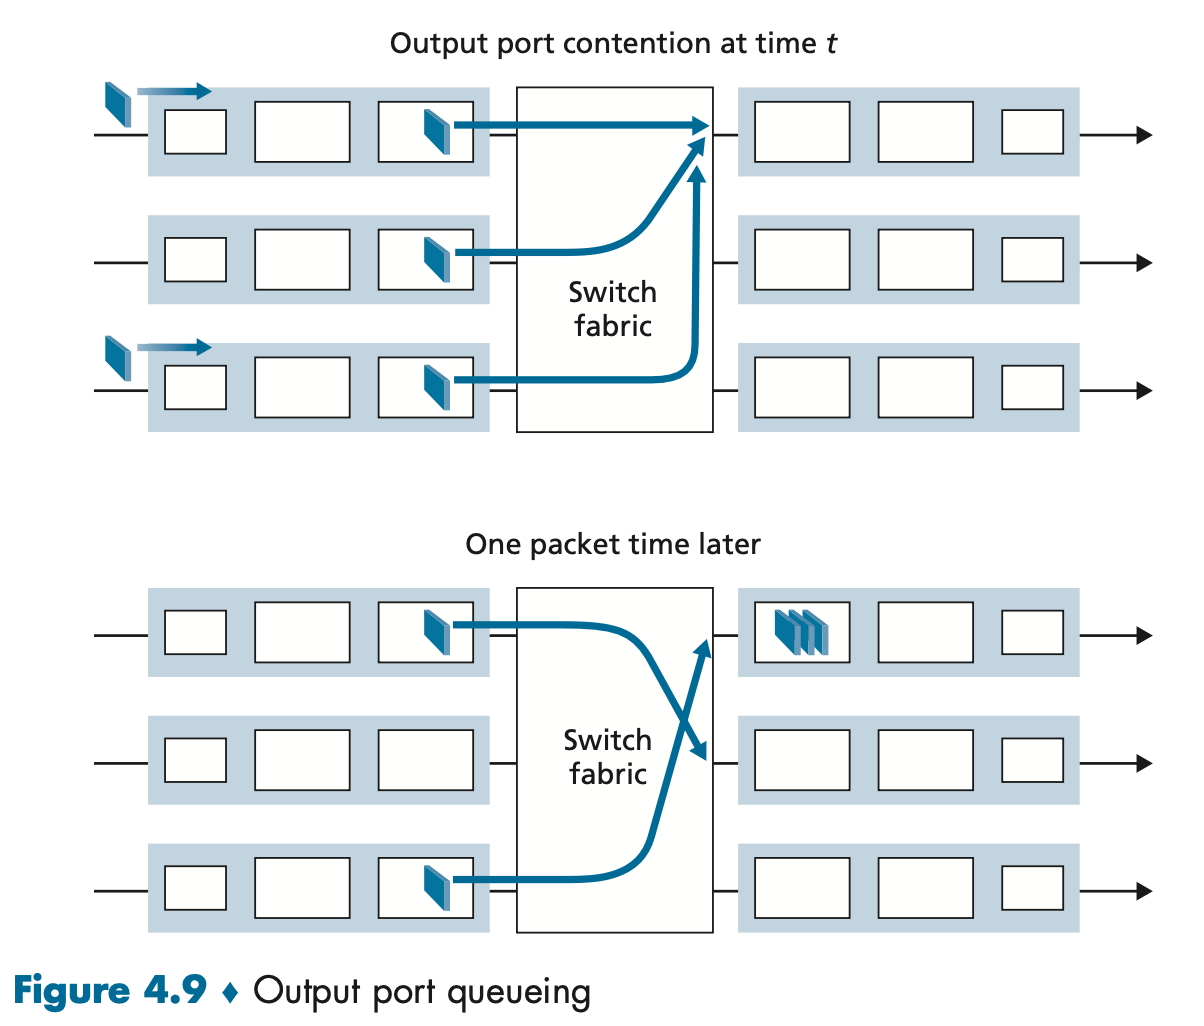 Output port contention at time t
Switch
fabric
One packet time later
Switch
fabric
Figure 4.9 ♦ Output port queueing